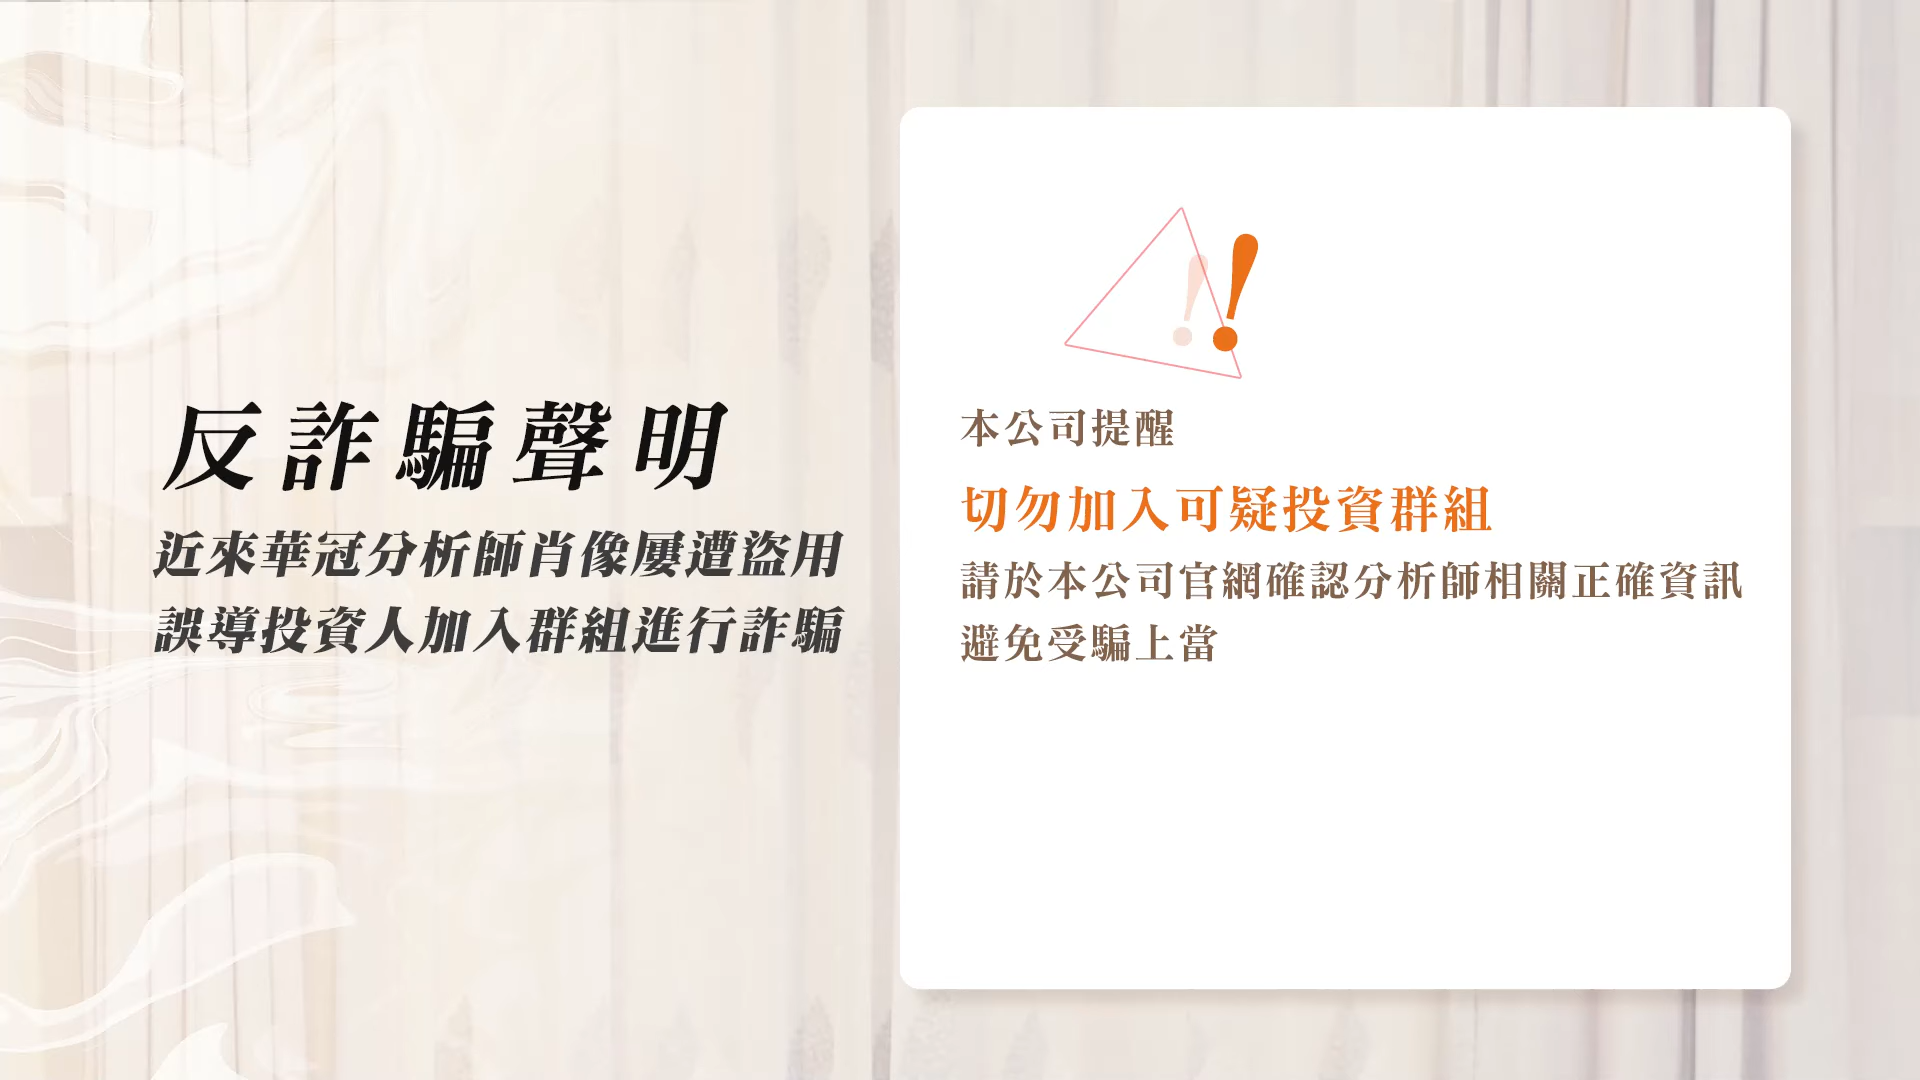 反詐騙聲明
近來華冠分析師肖像屢遭盜用
誤導投資人加入群組進行詐騙
本公司提醒
切勿加入可疑投資群組
請於本公司官網確認分析師相關正確資訊
避免受騙上當